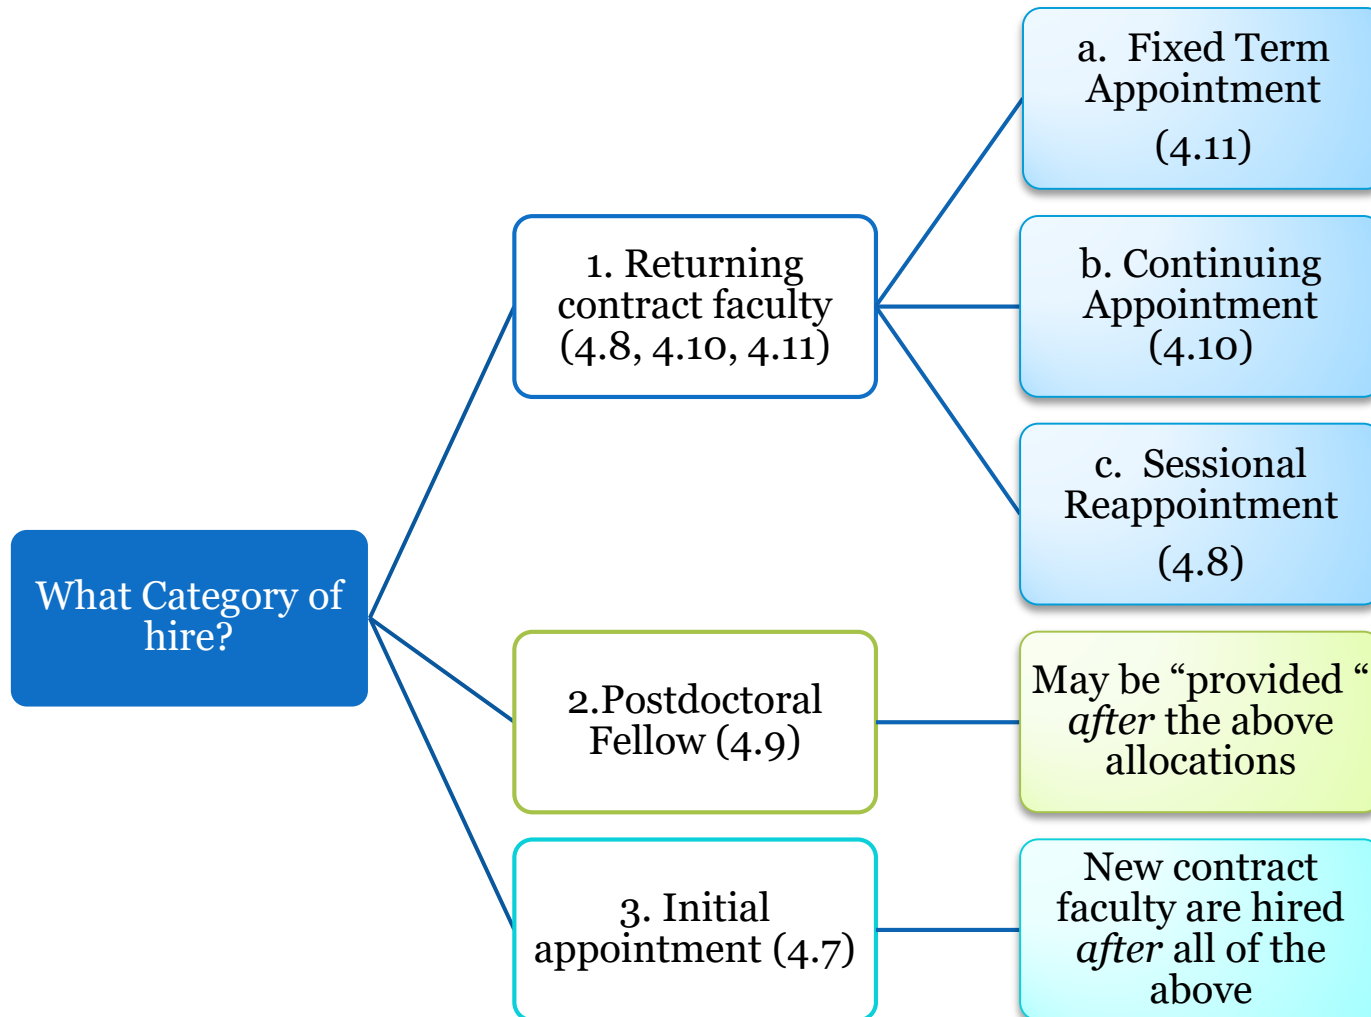 What Category of
hire?
1. Returning
contract faculty
(4.8, 4.10, 4.11)
a.  Fixed Term
Appointment
(4.11)
b. Continuing
Appointment
(4.10)
c.  Sessional
Reappointment
(4.8)
2.Postdoctoral
Fellow (4.9)
May be “provided “
after the above
allocations
3. Initial
appointment (4.7)
New contract
faculty are hired
after all of the
above